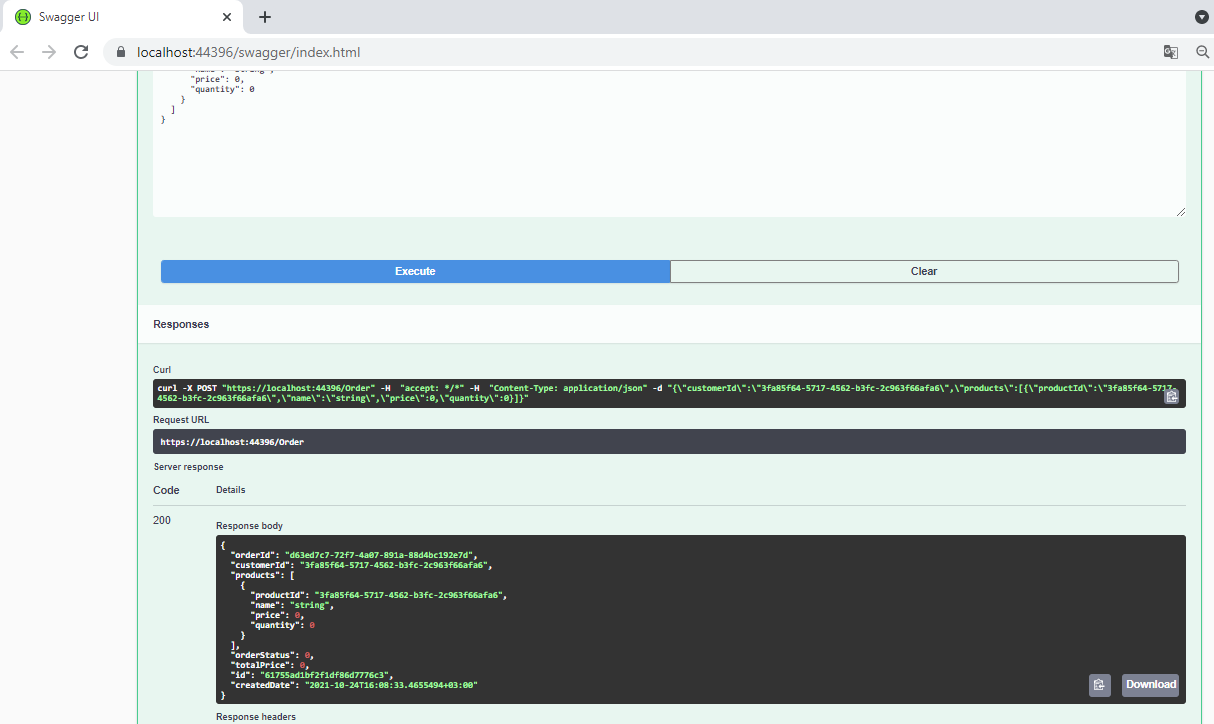 Swagger UI
localhost:44396/swagger/index.html
"name": "string",
"price": 0,
"quantity": 0
}
]
}
Execute
Clear
Responses
Curl
curl -X POST "https://localhost:44396/Order" -H  "accept: */*" -H  "Content-Type: application/json" -d "{\"customerId\":\"3fa85f64-5717-4562-b3fc-2c963f66afa6\",\"products\":[{\"productId\":\"3fa85f64-5717-
4562-b3fc-2c963f66afa6\",\"name\":\"string\",\"price\":0,\"quantity\":0}]}"
Request URL
https://localhost:44396/Order
Server response
Code
Details
200
Response body
{
"orderId": "d63ed7c7-72f7-4a07-891a-88d4bc192e7d",
"customerId": "3fa85f64-5717-4562-b3fc-2c963f66afa6",
"products": [
{
"productId": "3fa85f64-5717-4562-b3fc-2c963f66afa6",
"name": "string",
"price": 0,
"quantity": 0
}
],
"orderStatus": 0,
"totalPrice": 0,
"id": "61755ad1bf2f1df86d7776c3",
"createdDate": "2021-10-24T16:08:33.4655494+03:00"
}
Download
Response headers